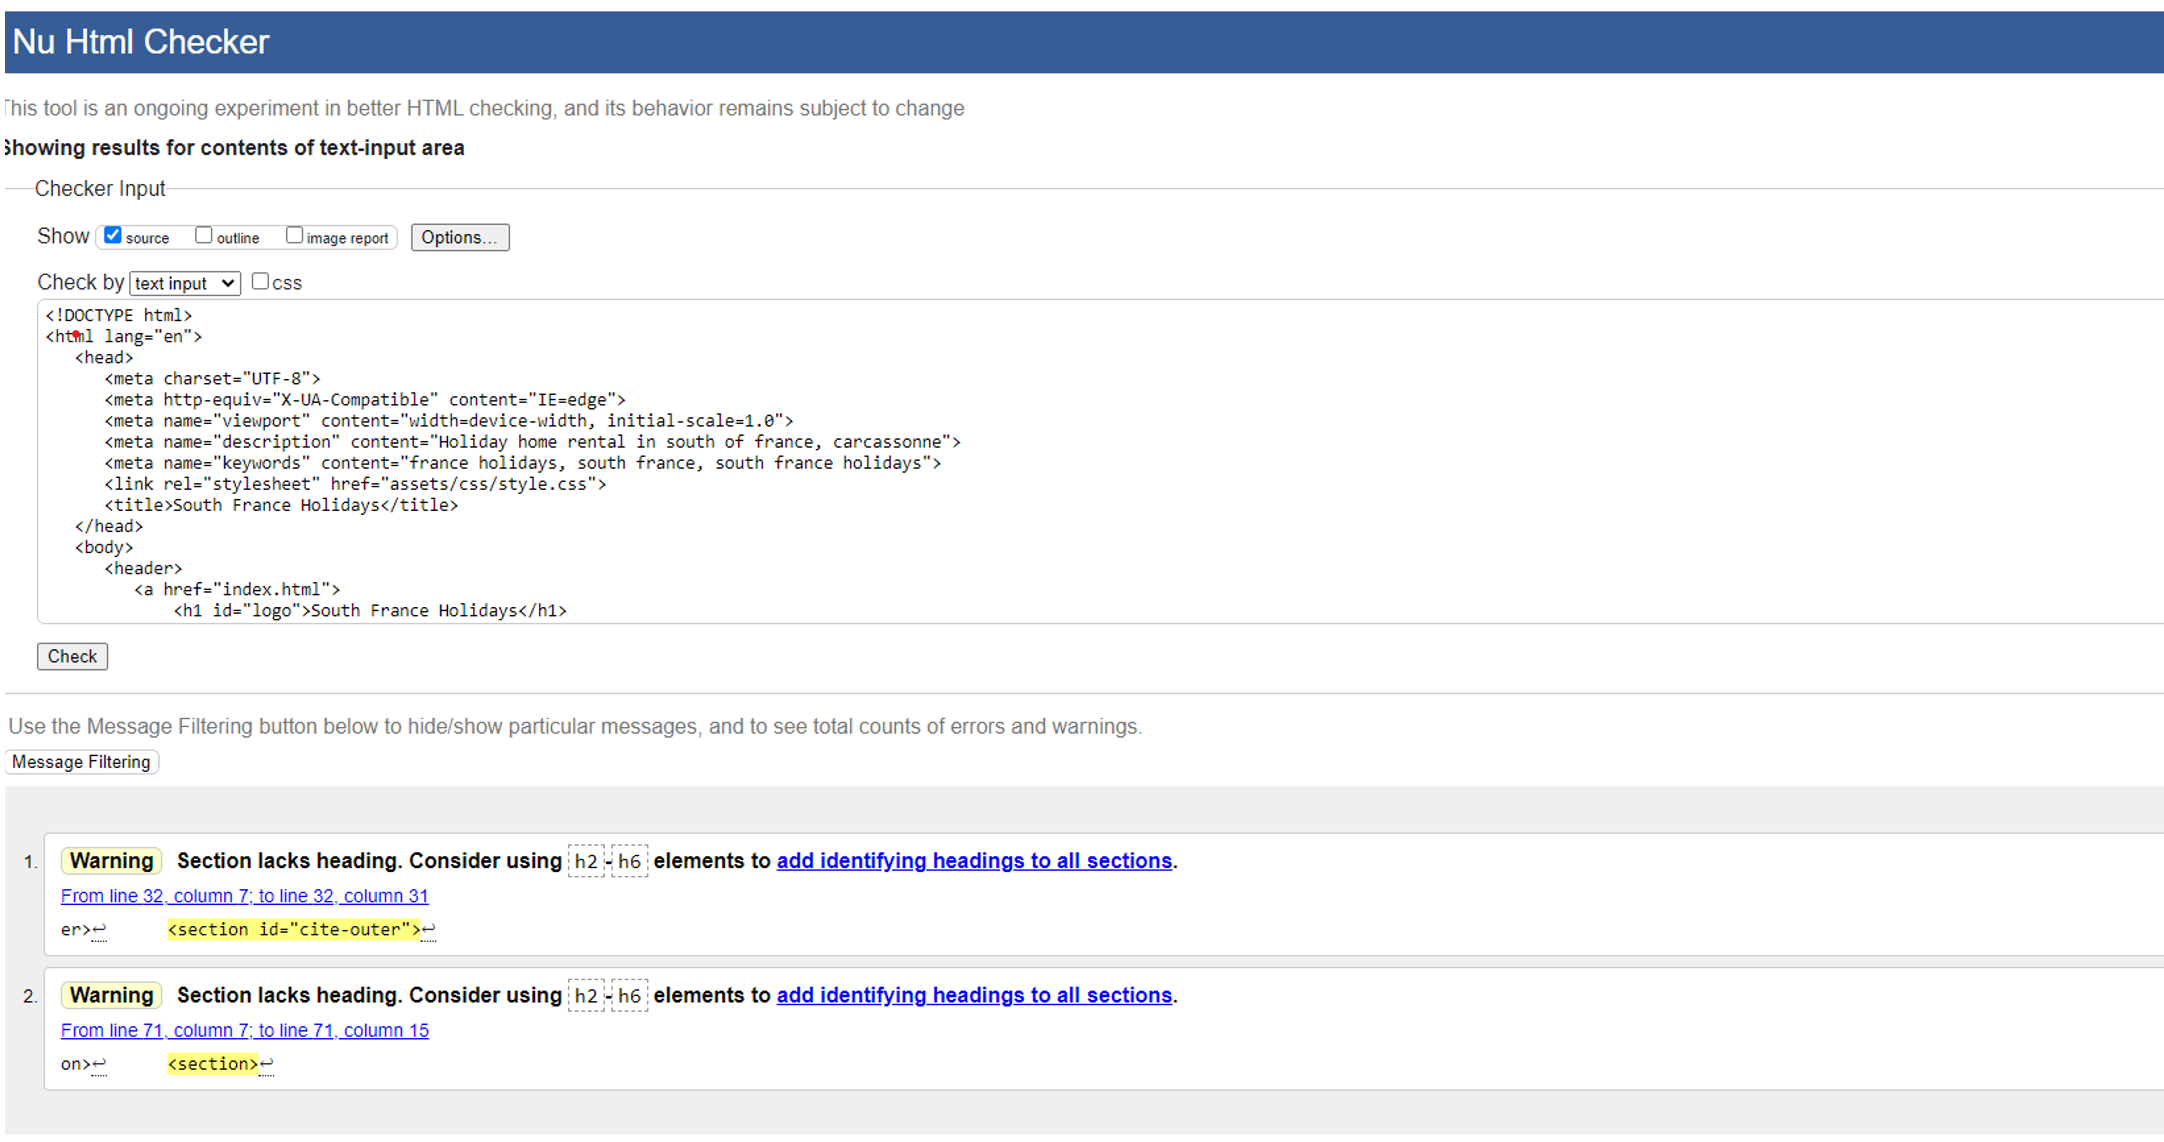 Nu Html Checker
This tool is an ongoing experiment in better HTML checking, and its behavior remains subject to change
Showing results for contents of text-input area
Checker Input
Show source outline image report Options...
Check by text input css
<!DOCTYPE html>
<html lang="en">
<head>
<meta charset="UTF-8">
<meta http-equiv="X-UA-Compatible" content="IE=edge">
<meta name="viewport" content="width=device-width, initial-scale=1.0">
<meta name="description" content="Holiday home rental in south of france, carcassonne">
<meta name="keywords" content="france holidays, south france, south france holidays">
<link rel="stylesheet" href="assets/css/style.css">
<title>South France Holidays</title>
</head>
<body>
<header>
<a href="index.html">
<h1 id="logo">South France Holidays</h1>
Check
Use the Message Filtering button below to hide/show particular messages, and to see total counts of errors and warnings.
Message Filtering
1. Warning Section lacks heading. Consider using h2-h6 elements to add identifying headings to all sections.
From line 32, column 7; to line 32, column 31
er>↩ <section id="cite-outer">↩
2. Warning Section lacks heading. Consider using h2-h6 elements to add identifying headings to all sections.
From line 71, column 7; to line 71, column 15
on>↩ <section>↩